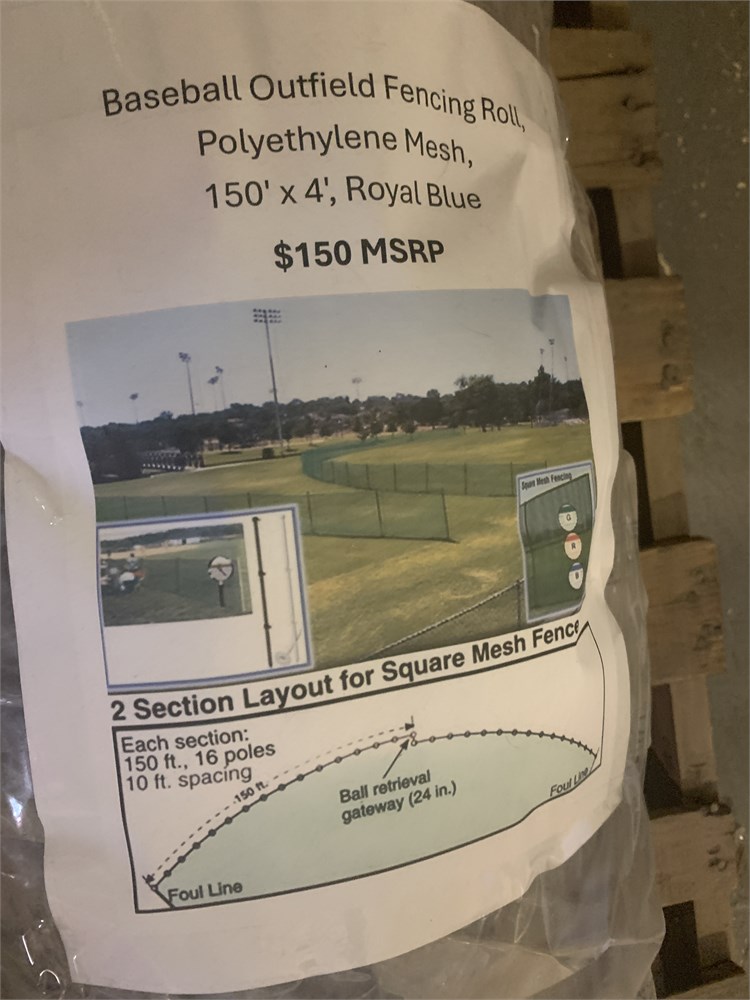 Baseball Outfield Fencing Roll,
Polyethylene Mesh,
150' x 4', Royal Blue
$150 MSRP
Square Mesh Fencing
G
R
B
2 Section Layout for Square Mesh Fence
Each section:
150 ft., 16 poles
10 ft. spacing
150 ft.
Ball retrieval
gateway (24 in.)
Foul Line
Foul Line